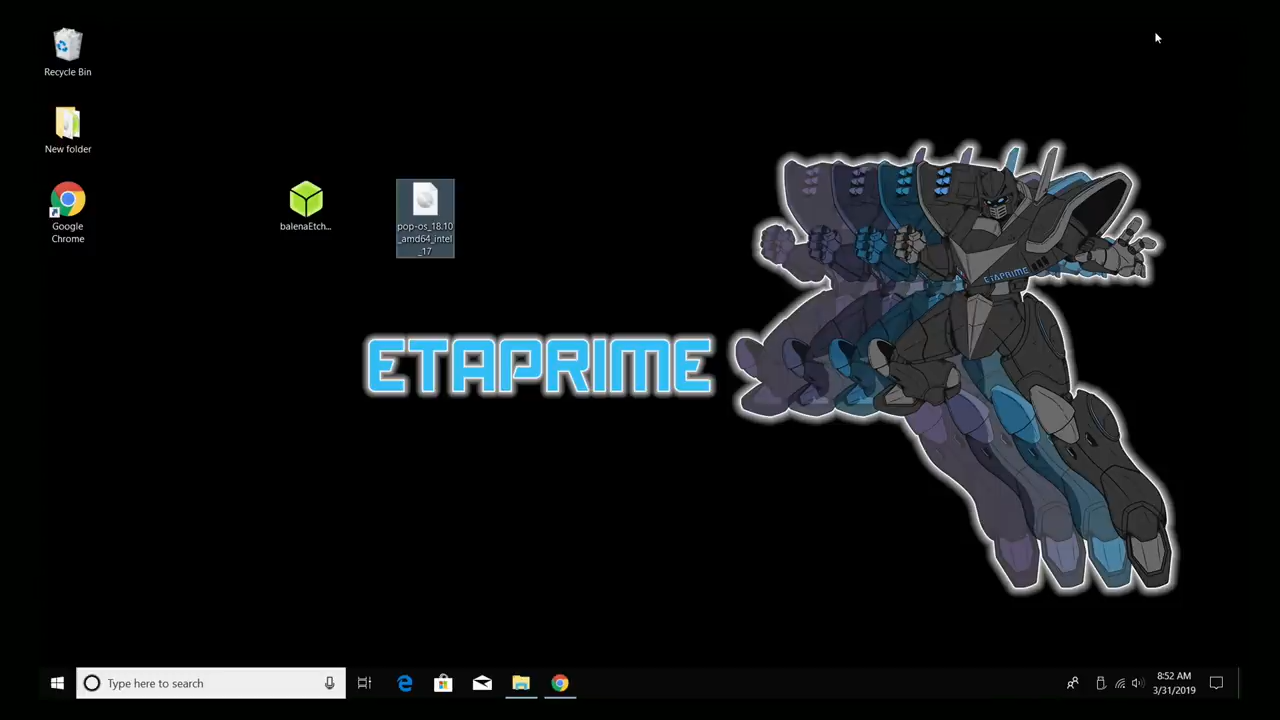 Recycle Bin
New folder
Google
Chrome
balenaEtch...
pop-os_18.10
_amd64_intel
_17
ETAPRIME
ETAPRIME
Type here to search
8:52 AM
3/31/2019